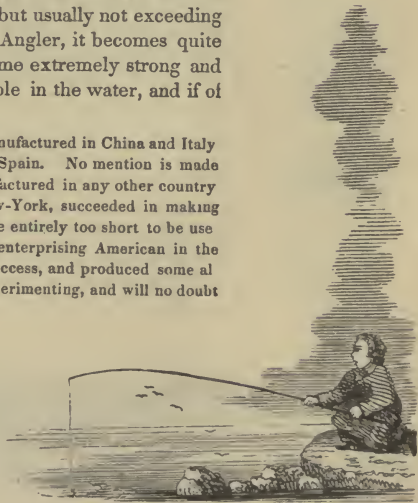 but usually not exceeding
Angler, it becomes quite
me extremely strong and
ble in the water, and if of
nufactured in China and Italy
Spain. No mention is made
factured in any other country
v-York, succeeded in making
e entirely too short to be use
enterprising American in the
ccess, and produced some al
erimenting, and will no doubt